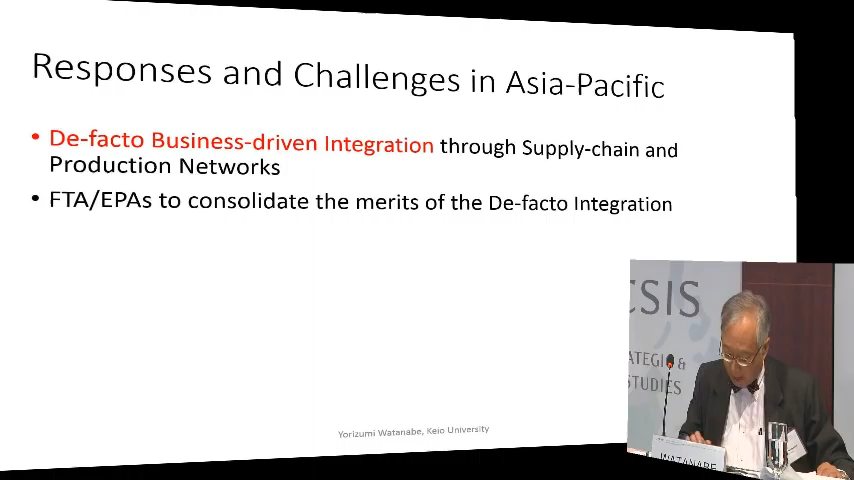 Responses and Challenges in Asia-Pacific
• De-facto Business-driven Integration through Supply-chain and
Production Networks
• FTA/EPAs to consolidate the merits of the De-facto Integration
Yorizumi Watanabe, Keio University
CSIS
ATEGIC &
STUDIES
WATANABE